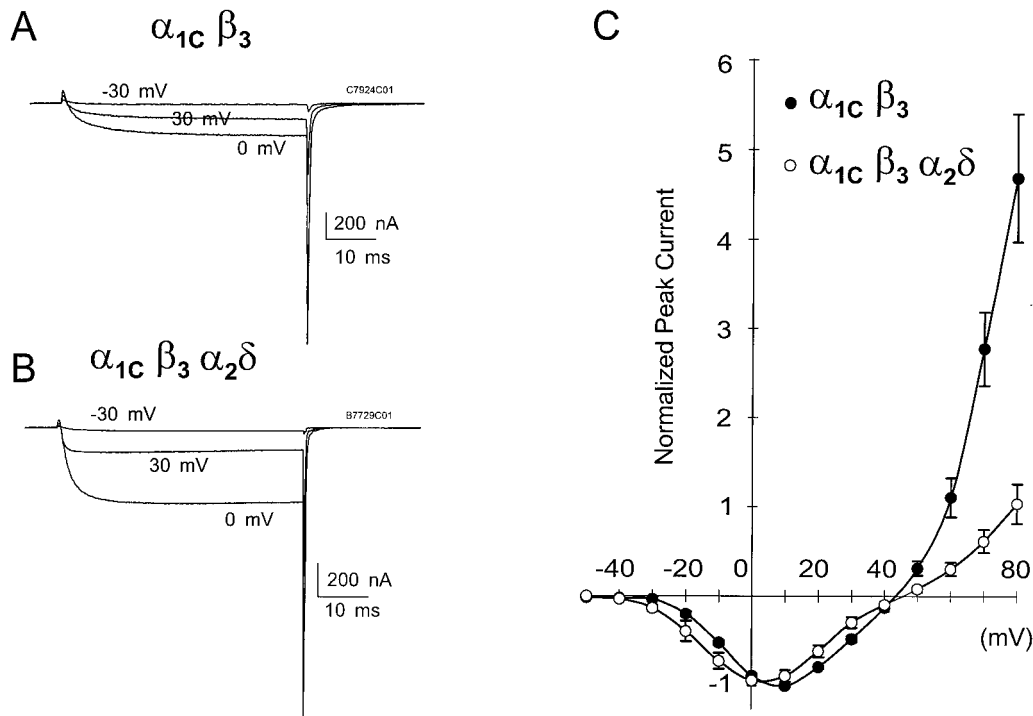 A
α1C β3
-30 mV
C7924C01
30 mV
0 mV
200 nA
10 ms
B
α1C β3 α2δ
-30 mV
B7729C01
30 mV
0 mV
200 nA
10 ms
C
6
5
4
3
2
1
-1
Normalized Peak Current
α1C β3
α1C β3 α2δ
-40 -20 0 20 40 60 80
(mV)